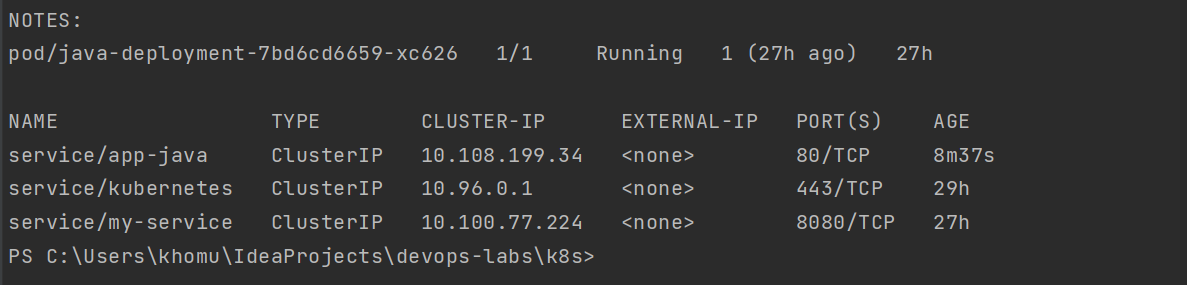 NOTES:
pod/java-deployment-7bd6cd6659-xc626   1/1     Running   1 (27h ago)   27h
NAME                 TYPE        CLUSTER-IP      EXTERNAL-IP   PORT(S)    AGE
service/app-java     ClusterIP   10.108.199.34   <none>        80/TCP     8m37s
service/kubernetes   ClusterIP   10.96.0.1       <none>        443/TCP    29h
service/my-service   ClusterIP   10.100.77.224   <none>        8080/TCP   27h
PS C:\Users\khomu\IdeaProjects\devops-labs\k8s>